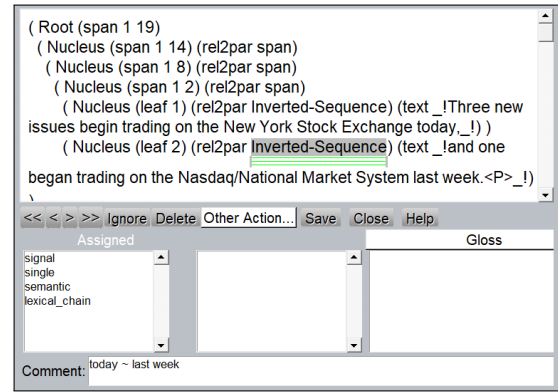 ( Root (span 1 19)
( Nucleus (span 1 14) (rel2par span)
( Nucleus (span 1 8) (rel2par span)
( Nucleus (span 1 2) (rel2par span)
( Nucleus (leaf 1) (rel2par Inverted-Sequence) (text _!Three new
issues begin trading on the New York Stock Exchange today,_!) )
( Nucleus (leaf 2) (rel2par Inverted-Sequence) (text _!and one
began trading on the Nasdaq/National Market System last week.<P>_!)
)
<< < > >> Ignore Delete Other Action... Save Close Help
Assigned Gloss
signal
single
semantic
lexical_chain
Comment: today ~ last week